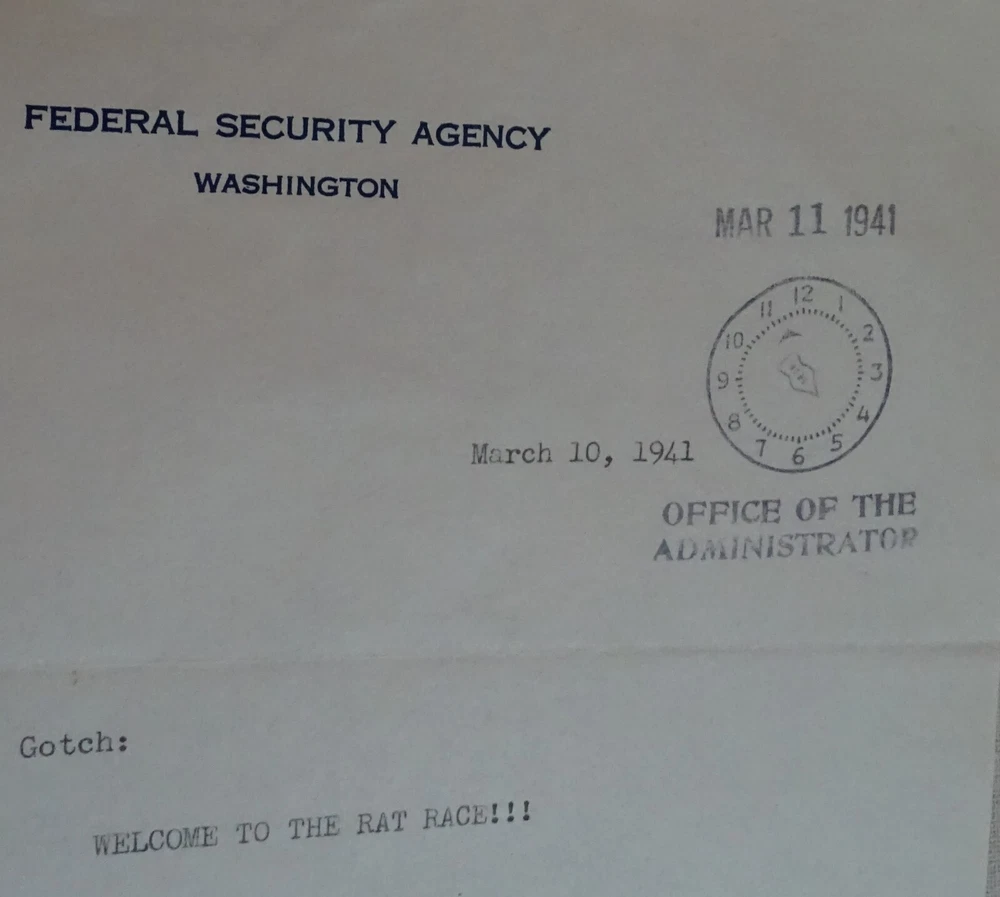 FEDERAL SECURITY AGENCY
WASHINGTON
MAR 11 1941
12
11 1
10 2
9 3
8 4
7 5
6
March 10, 1941
OFFICE OF THE
ADMINISTRATOR
Gotch:
WELCOME TO THE RAT RACE!!!